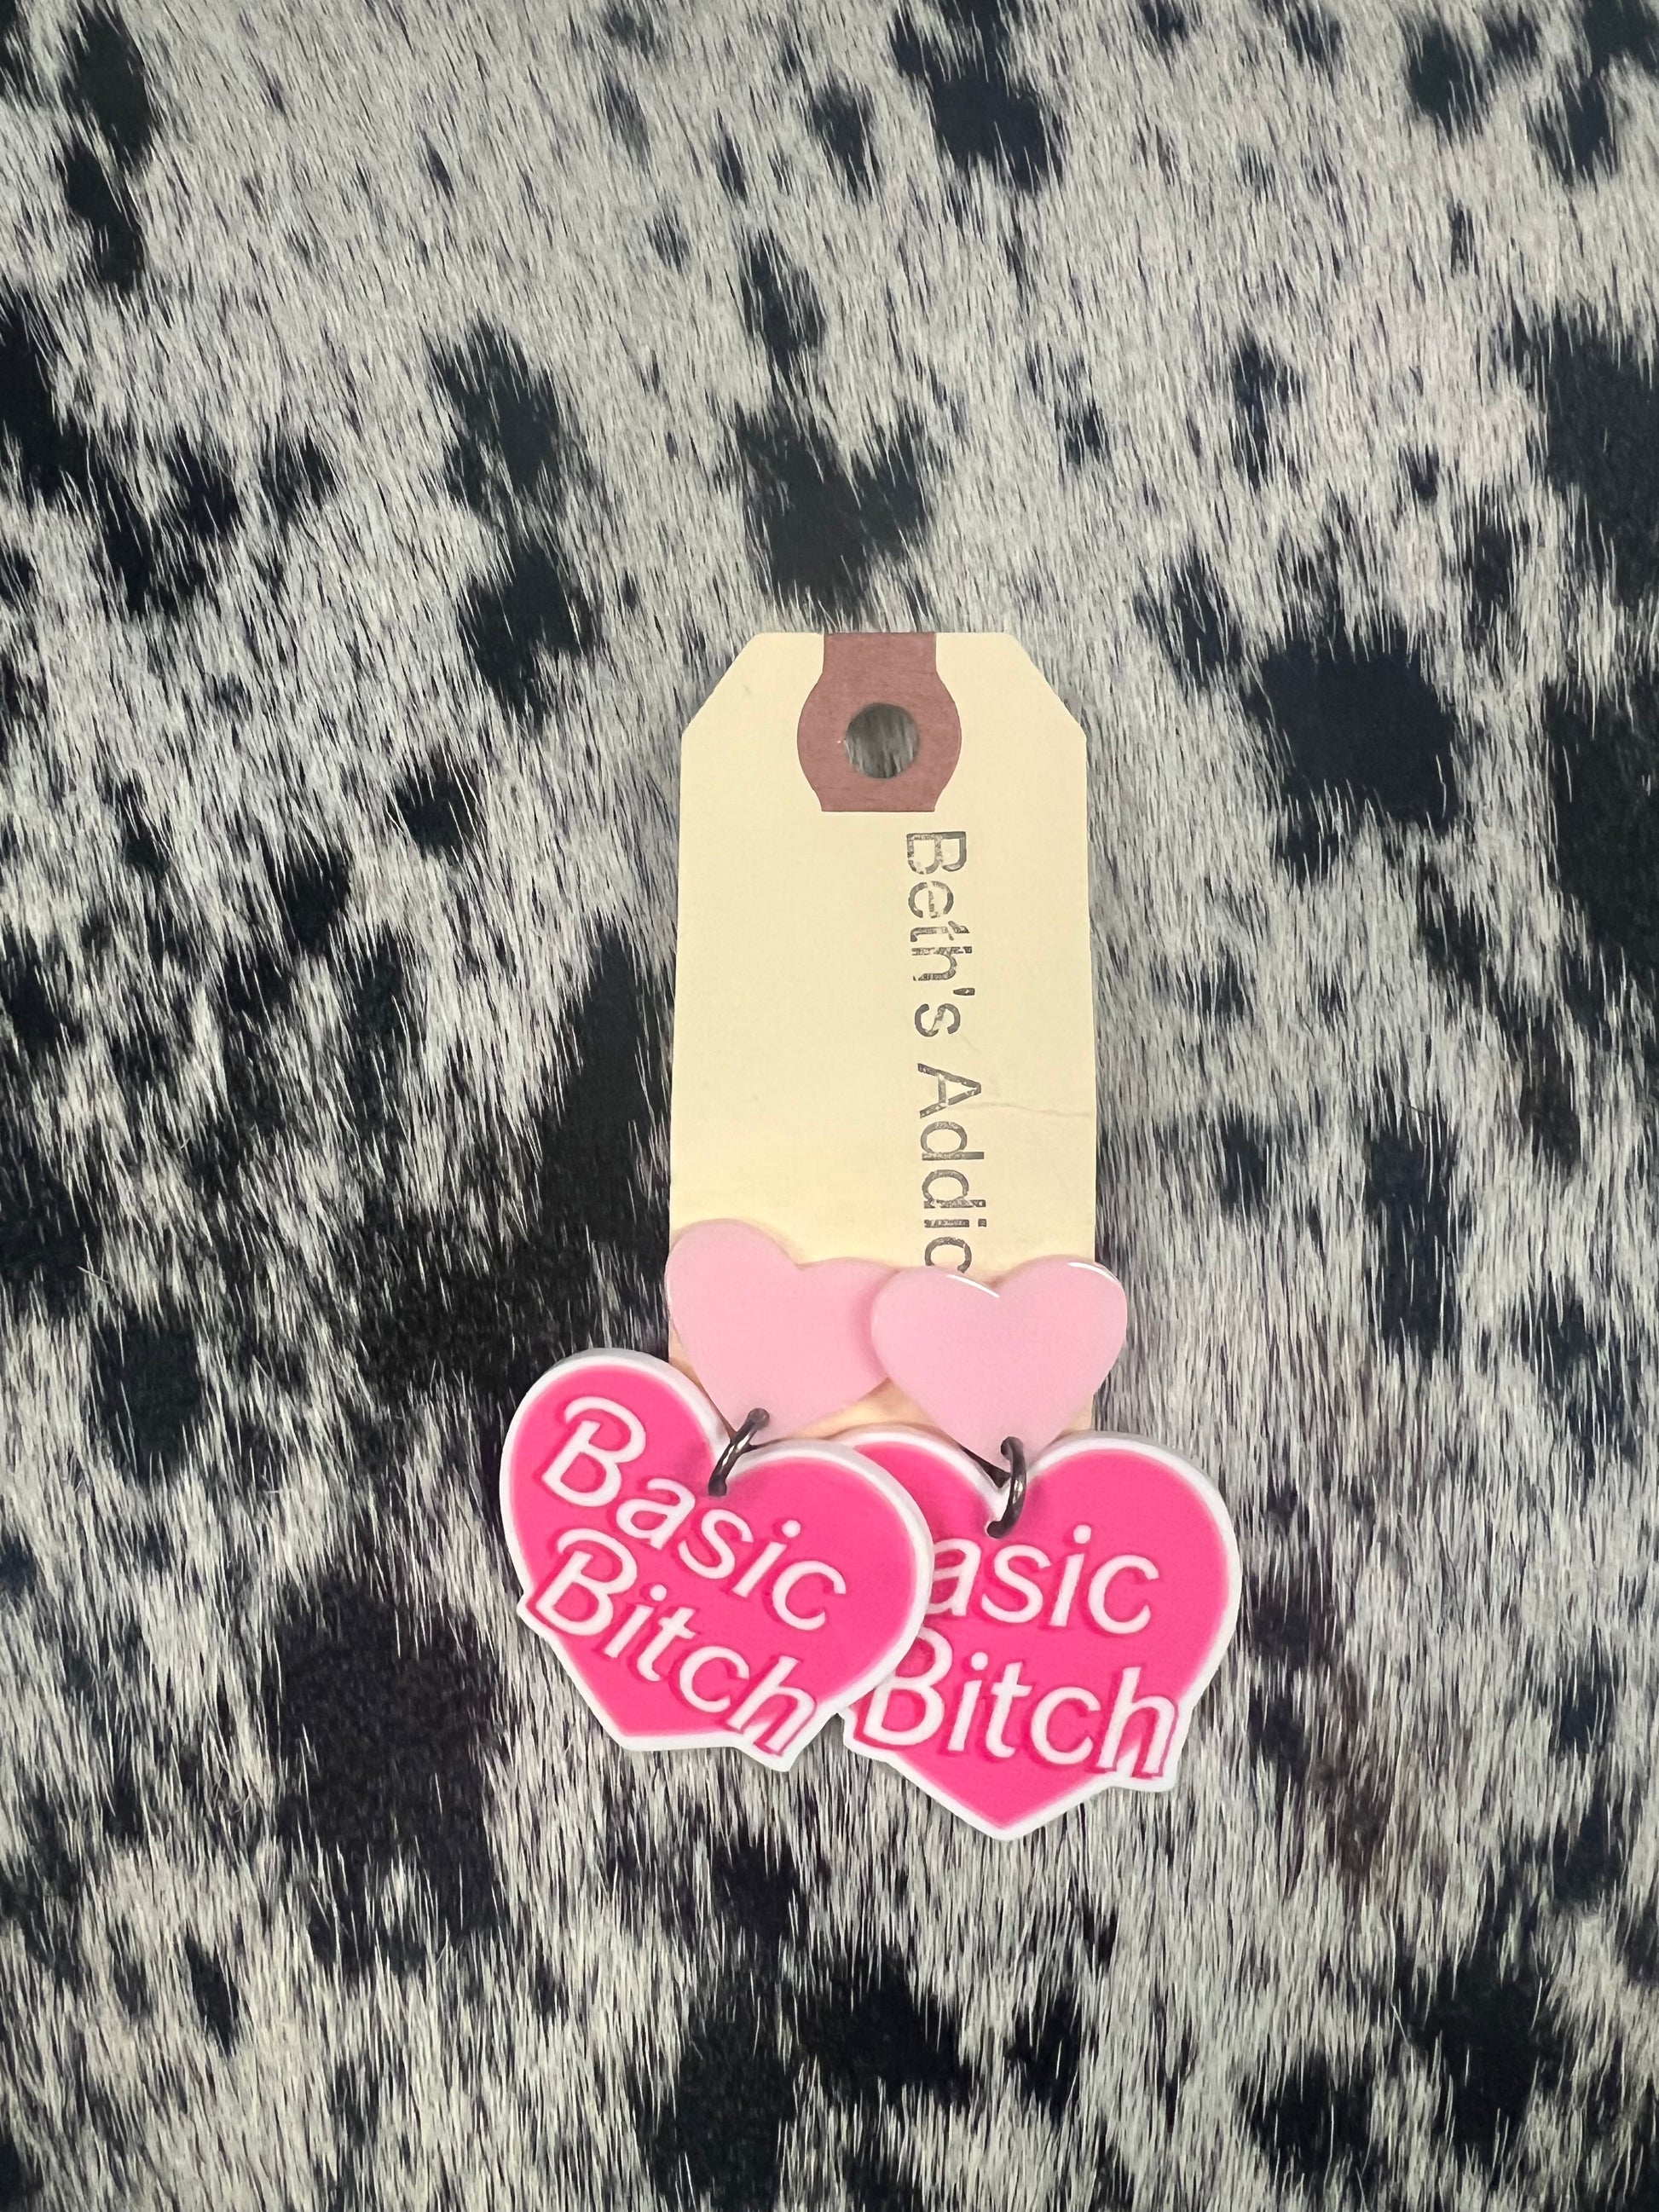 Beth's Addic
Basic
Bitch
asic
Bitch